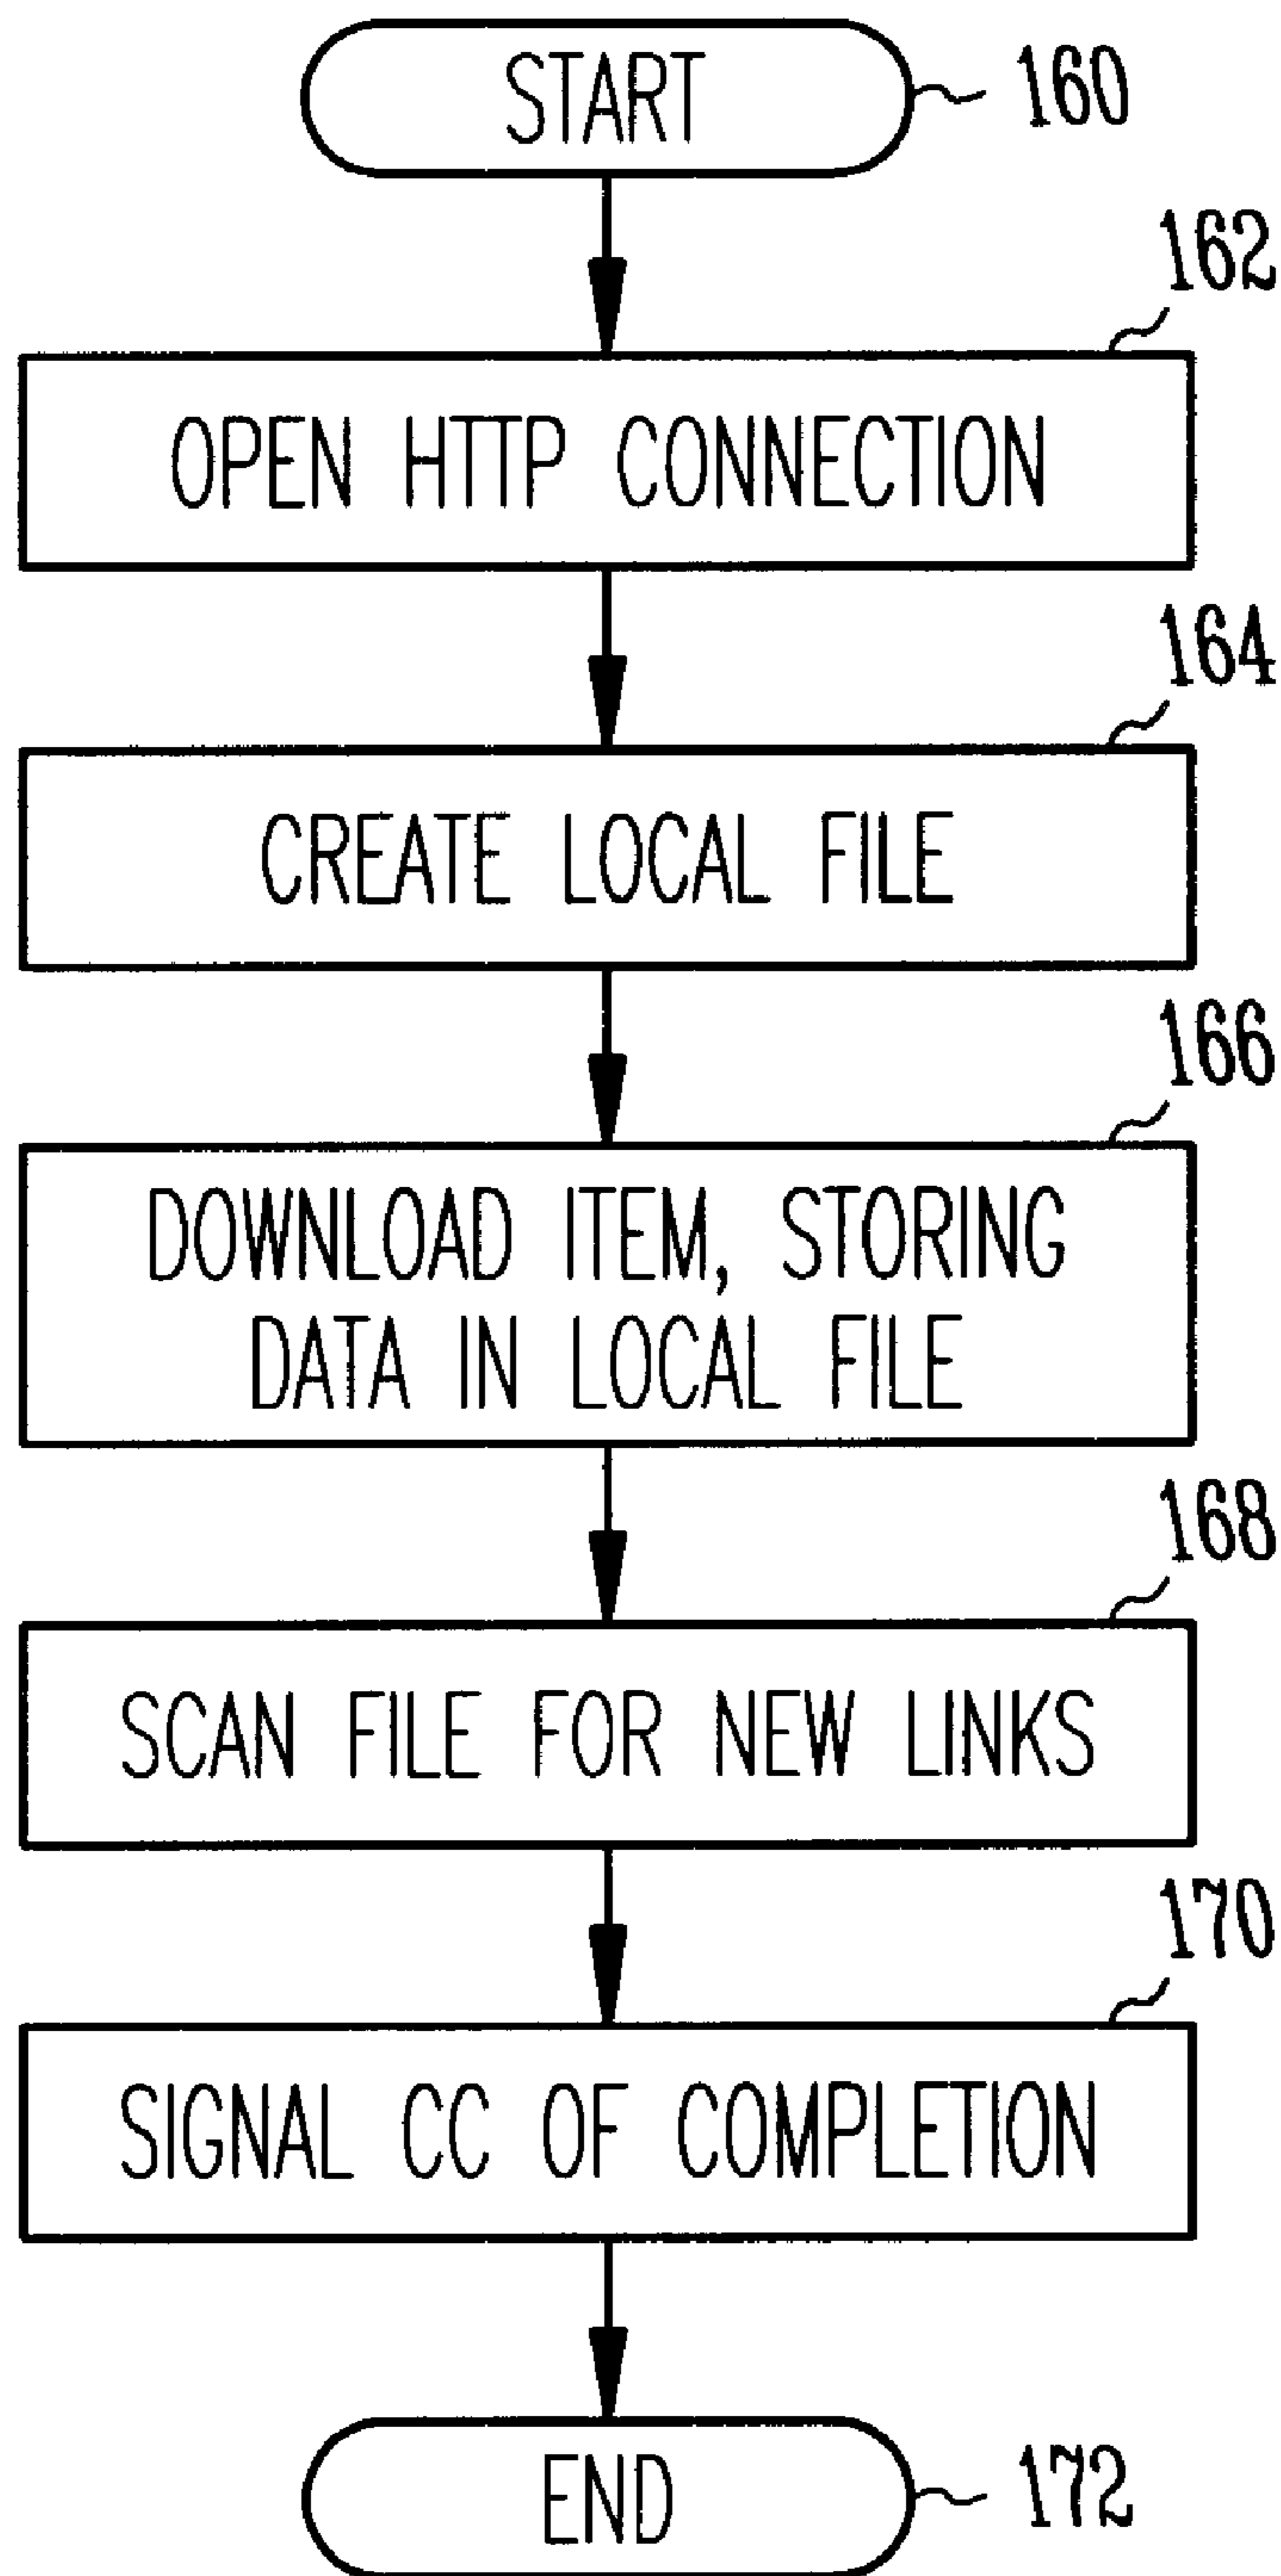 START
160
162
OPEN HTTP CONNECTION
164
CREATE LOCAL FILE
166
DOWNLOAD ITEM, STORING
DATA IN LOCAL FILE
168
SCAN FILE FOR NEW LINKS
170
SIGNAL CC OF COMPLETION
END
172